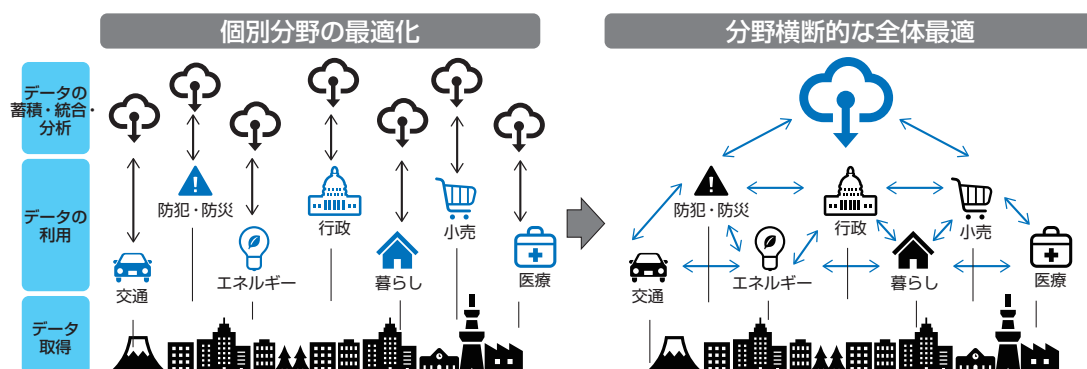 個別分野の最適化
分野横断的な全体最適
データの
蓄積・統合・
分析
データの
利用
データ
取得
防犯・防災
行政
小売
エネルギー
暮らし
医療
交通
防犯・防災
行政
小売
エネルギー
暮らし
医療
交通